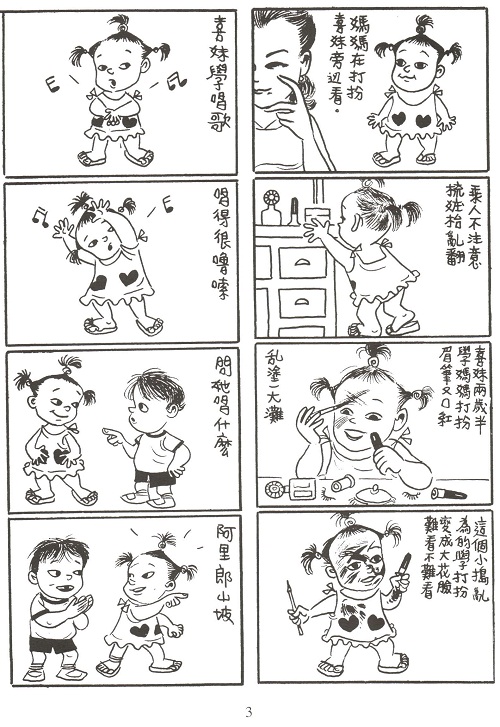 媽媽在打扮
喜妹旁边看。
乘人不注意
梳妝抬亂翻
喜妹兩歲半
學媽媽打扮
眉筆又口紅
乱塗一大灘
這個小搗亂
為的學打扮
變成大花臉
難看不難看
喜妹學唱歌
唱得很嚕嗦
問她唱什麼
阿里郎山坡
3